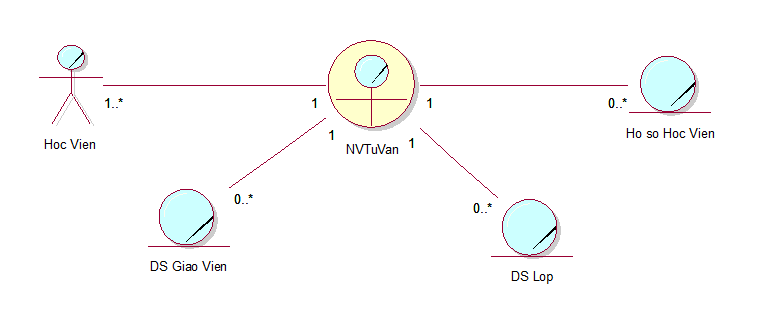 1..*
1
1
0..*
Hoc Vien
NVTuVan
Ho so Hoc Vien
1
1
0..*
0..*
DS Giao Vien
DS Lop